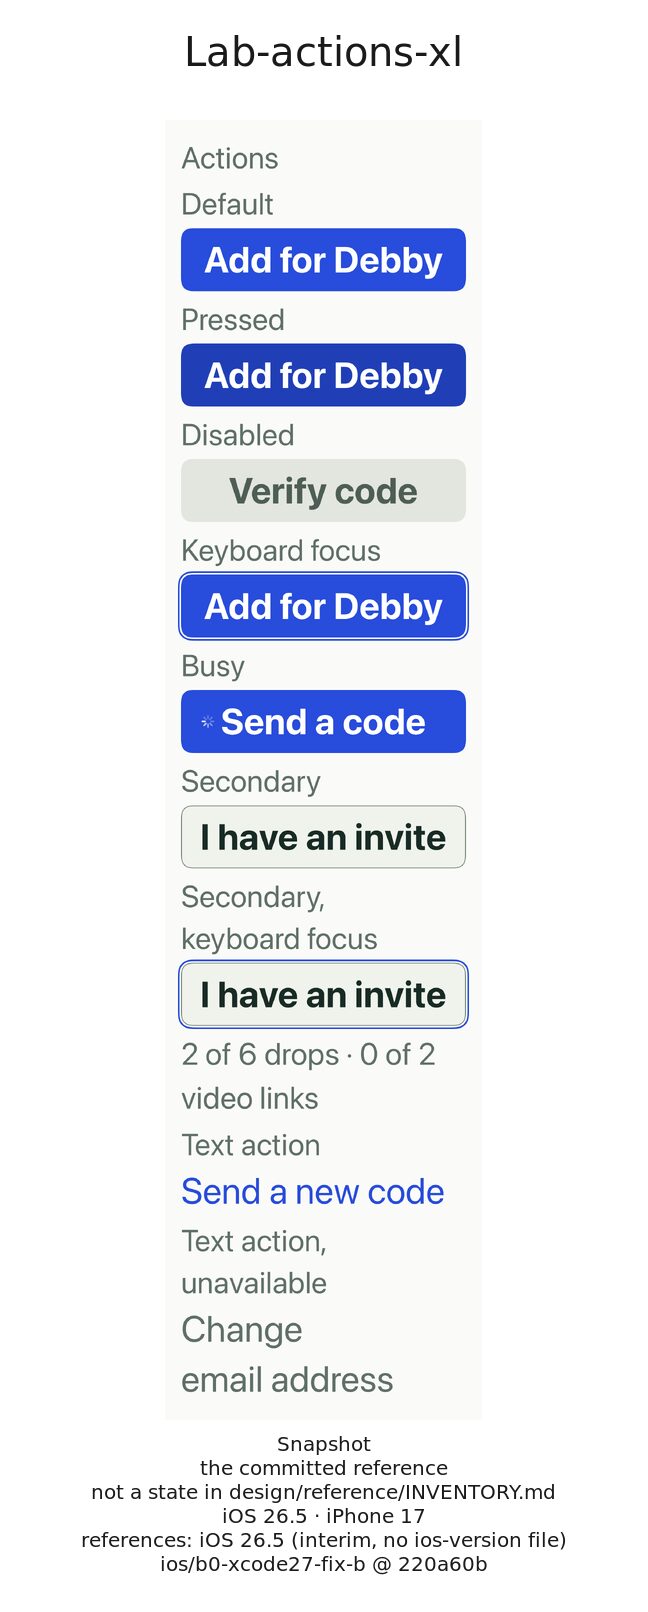 Lab-actions-xl
Actions
Default
Add for Debby
Pressed
Add for Debby
Disabled
Verify code
Keyboard focus
Add for Debby
Busy
Send a code
Secondary
I have an invite
Secondary,
keyboard focus
I have an invite
2 of 6 drops · 0 of 2
video links
Text action
Send a new code
Text action,
unavailable
Change
email address
Snapshot
the committed reference
not a state in design/reference/INVENTORY.md
iOS 26.5 · iPhone 17
references: iOS 26.5 (interim, no ios-version file)
ios/b0-xcode27-fix-b @ 220a60b